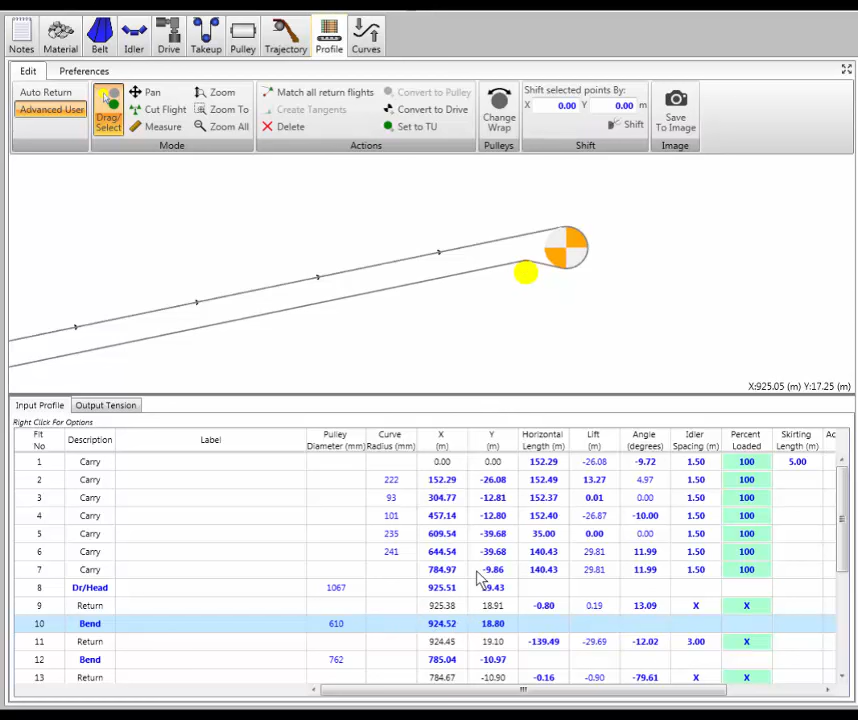 Notes Material Belt Idler Drive Takeup Pulley Trajectory Profile Curves
Edit Preferences
Auto Return
Advanced User
Drag/
Select
Pan
Cut Flight
Measure
Zoom
Zoom To
Zoom All
Mode
Match all return flights
Create Tangents
Delete
Convert to Pulley
Convert to Drive
Set to TU
Actions
Change
Wrap
Pulleys
Shift selected points By:
X 0.00 Y 0.00 m
Shift
Shift
Save
To Image
Image
X:925.05 (m) Y:17.25 (m)
Input Profile Output Tension
Right Click For Options
Flt No Description Label Pulley Diameter (mm) Curve Radius (mm) X (m) Y (m) Horizontal Length (m) Lift (m) Angle (degrees) Idler Spacing (m) Percent Loaded Skirting Length (m) Ac
1 Carry 0.00 0.00 152.29 -26.08 -9.72 1.50 100 5.00
2 Carry 222 152.29 -26.08 152.49 13.27 4.97 1.50 100
3 Carry 93 304.77 -12.81 152.37 0.01 0.00 1.50 100
4 Carry 101 457.14 -12.80 152.40 -26.87 -10.00 1.50 100
5 Carry 235 609.54 -39.68 35.00 0.00 0.00 1.50 100
6 Carry 241 644.54 -39.68 140.43 29.81 11.99 1.50 100
7 Carry 784.97 -9.86 140.43 29.81 11.99 1.50 100
8 Dr/Head 1067 925.51 9.43
9 Return 925.38 18.91 -0.80 0.19 13.09 X X
10 Bend 610 924.52 18.80
11 Return 924.45 19.10 -139.49 -29.69 -12.02 3.00 X
12 Bend 762 785.04 -10.97
13 Return 784.67 -10.90 -0.16 -0.90 -79.61 X X